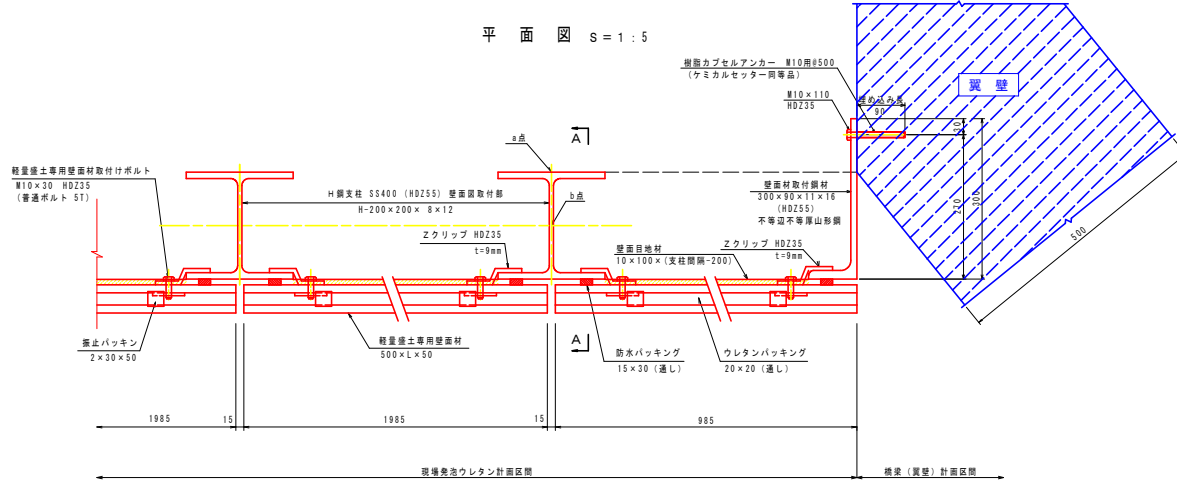 平 面 図 S=1:5
樹脂カプセルアンカー M10用@500
(ケミカルセッター同等品)
翼 壁
M10×110
HDZ35
埋め込み長
90
30
270
300
500
a点
A
軽量盛土専用壁面材取付けボルト
M10×30 HDZ35
(普通ボルト 5T)
H鋼支柱 SS400 (HDZ55) 壁面図取付部
H-200×200× 8×12
b点
壁面材取付鋼材
300×90×11×16
(HDZ55)
不等辺不等厚山形鋼
Zクリップ HDZ35
t=9mm
壁面目地材
10×100×(支柱間隔-200)
Zクリップ HDZ35
t=9mm
振止パッキン
2×30×50
軽量盛土専用壁面材
500×L×50
A
防水パッキング
15×30 (通し)
ウレタンパッキング
20×20 (通し)
1985
15
1985
15
985
現場発泡ウレタン計画区間
橋梁 (翼壁) 計画区間